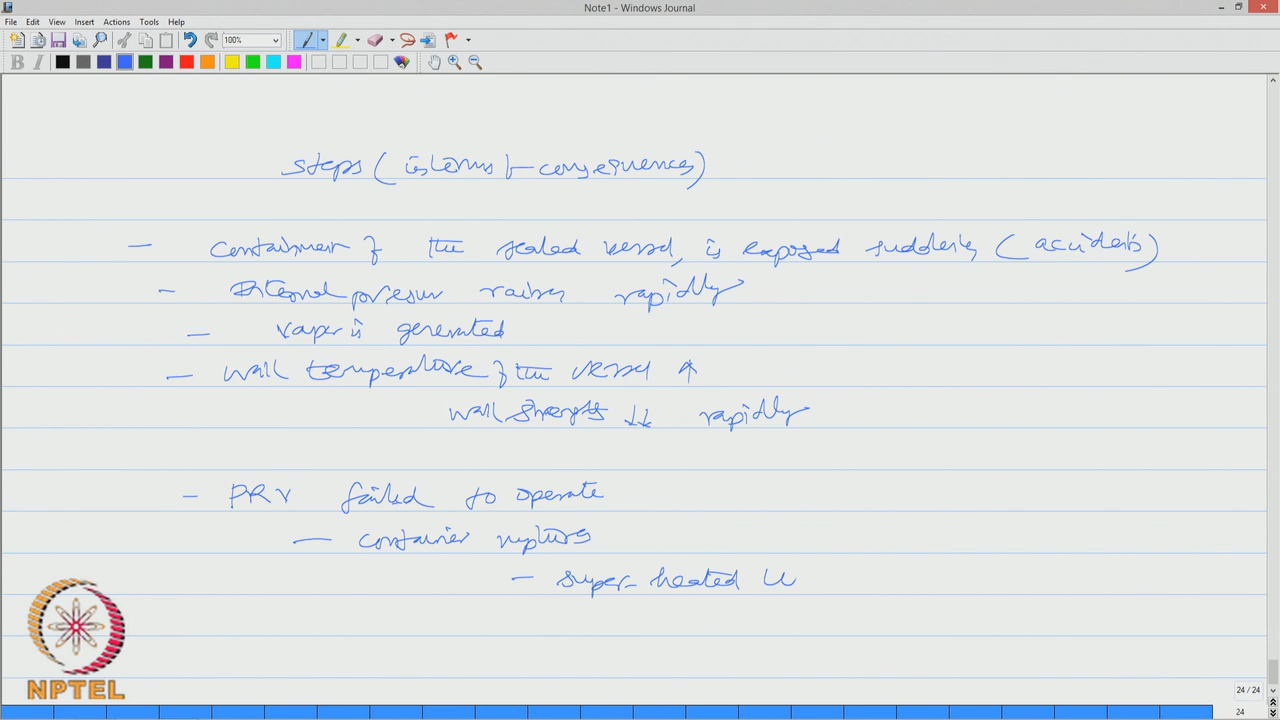 Note1 - Windows Journal
File Edit View Insert Actions Tools Help
100%
B I
steps (in terms of consequences)
- Containment of the sealed vessel, is exposed suddenly (accidents)
- Internal pressure raises rapidly
- vapor is generated
- wall temperature of the vessel ↑
wall strength ↓↓ rapidly
- PRV failed to operate
- container ruptures
- super-heated
NPTEL
24 / 24
24